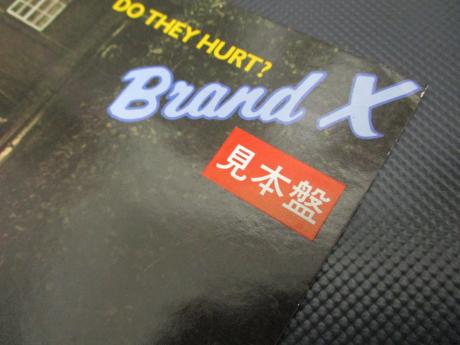 DO THEY HURT?
Brand X
見本盤